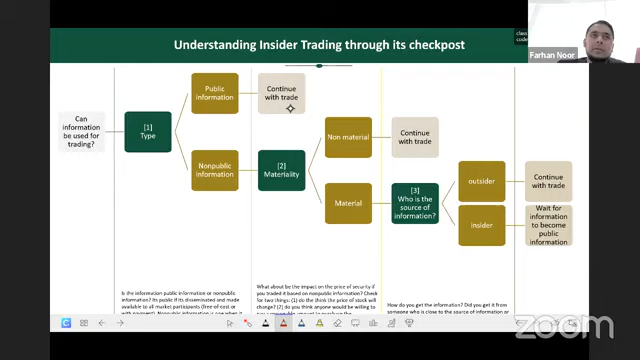 Understanding Insider Trading through its checkpost
class
code
Farhan Noor
Can
information
be used for
trading?
[1]
Type
Public
information
Continue
with trade
Nonpublic
information
[2]
Materiality
Non material
Continue
with trade
Material
[3]
Who is the
source of
information?
outsider
Continue
with trade
insider
Wait for
information
to become
public
information
Is the information public information or nonpublic
information? Its public if its disseminated and made
available to all market participants (free of cost or
with payment). Nonpublic information is one when it
What about be the impact on the price of security if
you traded it based on nonpublic information? Check
for two things: (1) do the think the price of stock will
change? (2) do you think anyone would be willing to
How do you get the information? Did you get it from
someone who is close to the source of information or
zoom